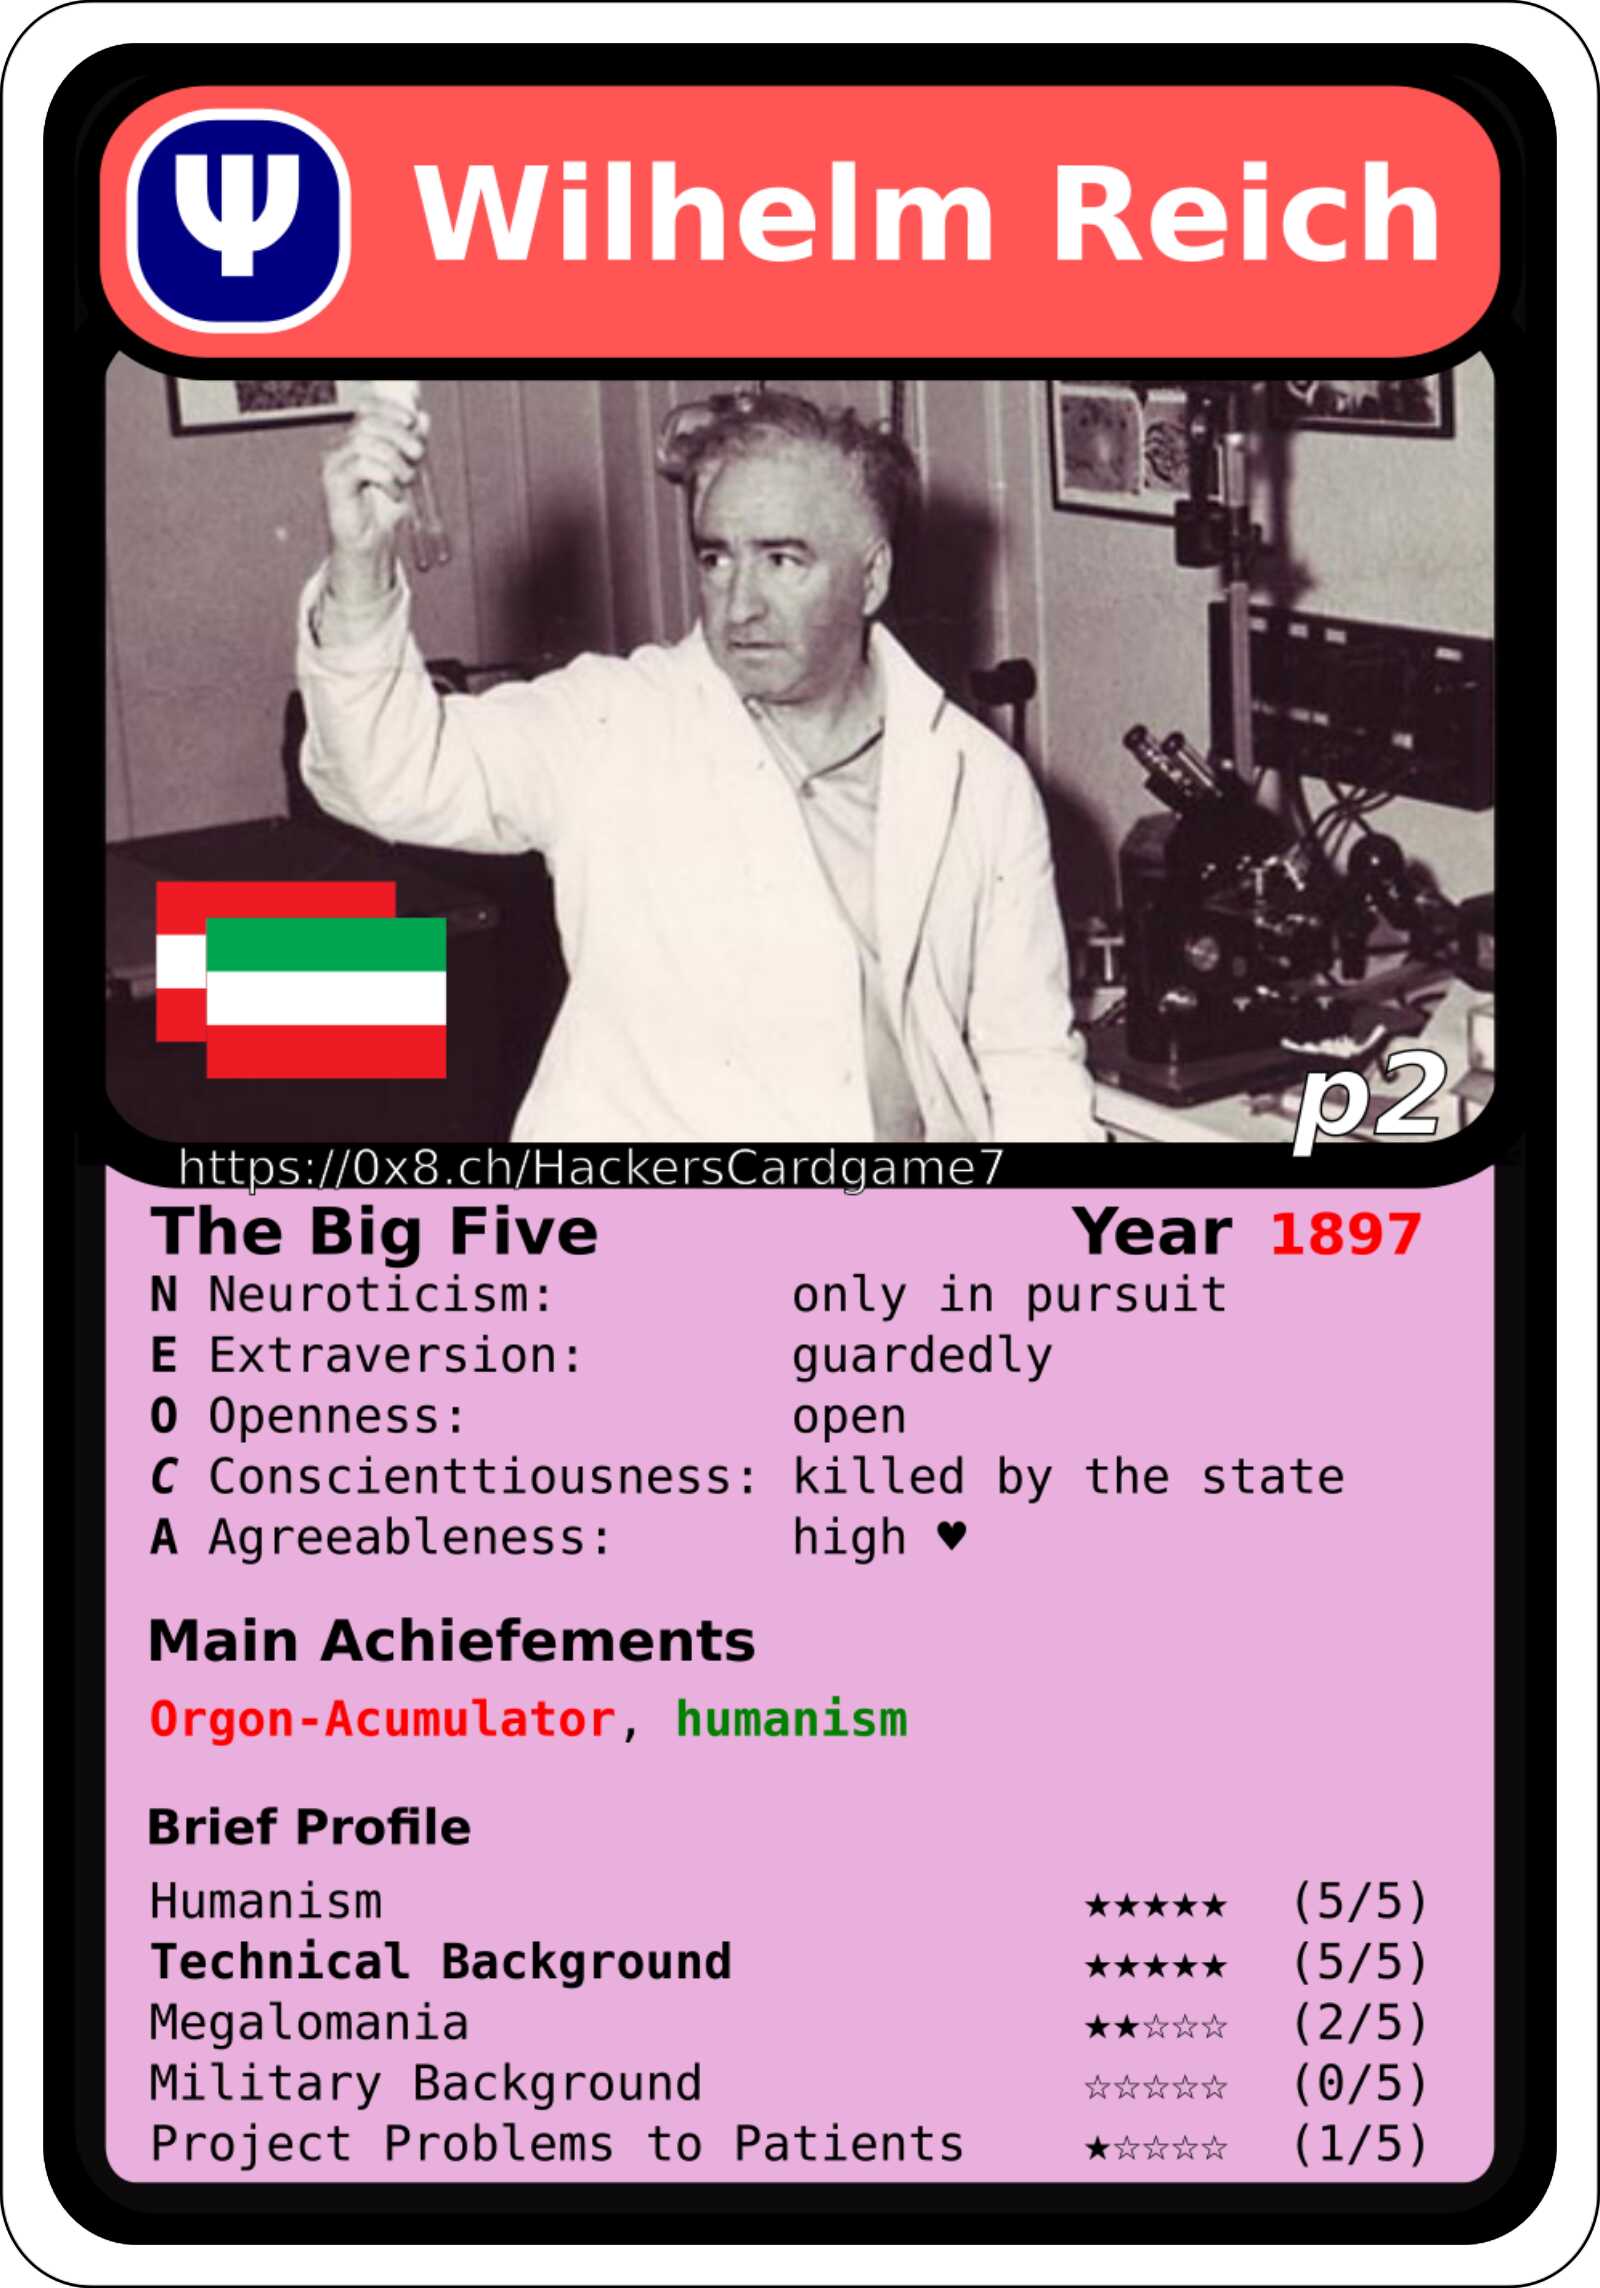 Ψ Wilhelm Reich
p2
https://0x8.ch/HackersCardgame7
The Big Five Year 1897
N Neuroticism: only in pursuit
E Extraversion: guardedly
O Openness: open
C Conscienttiousness: killed by the state
A Agreeableness: high ♥
Main Achiefements
Orgon-Acumulator, humanism
Brief Profile
Humanism ★★★★★ (5/5)
Technical Background ★★★★★ (5/5)
Megalomania ★★☆☆☆ (2/5)
Military Background ☆☆☆☆☆ (0/5)
Project Problems to Patients ★☆☆☆☆ (1/5)